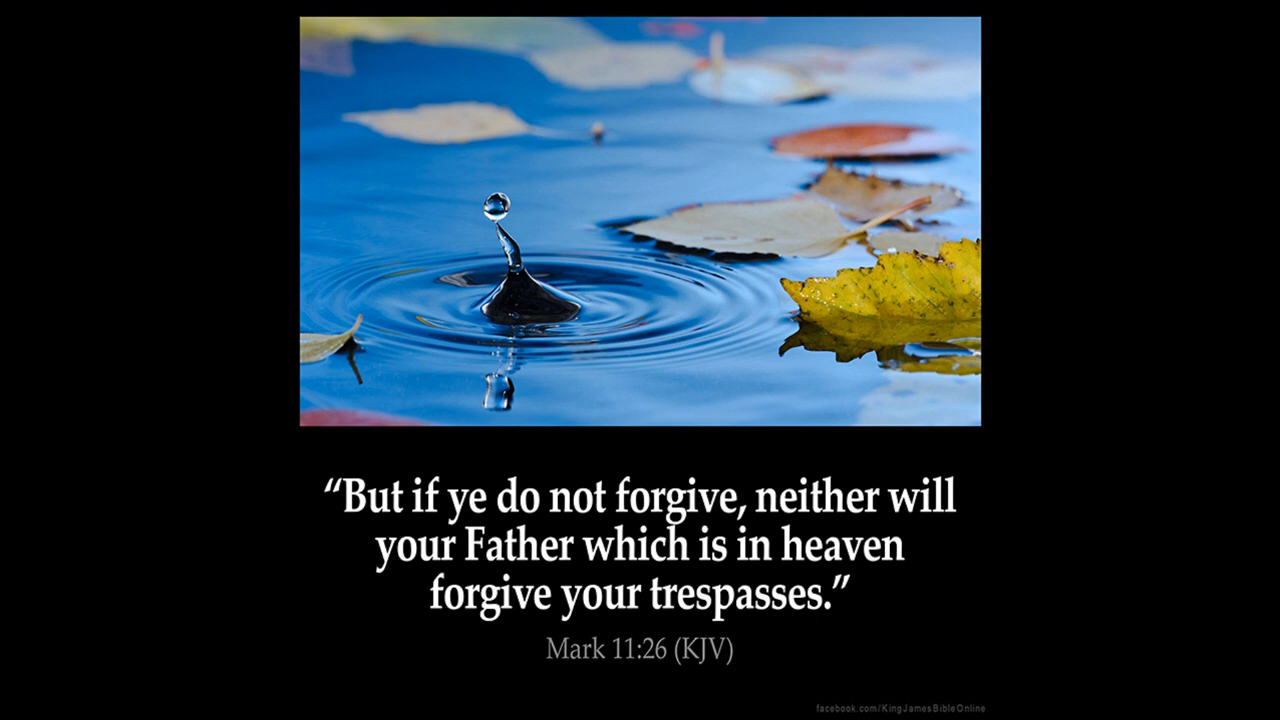 “But if ye do not forgive, neither will
your Father which is in heaven
forgive your trespasses.”
Mark 11:26 (KJV)
facebook.com/KingJamesBibleOnline